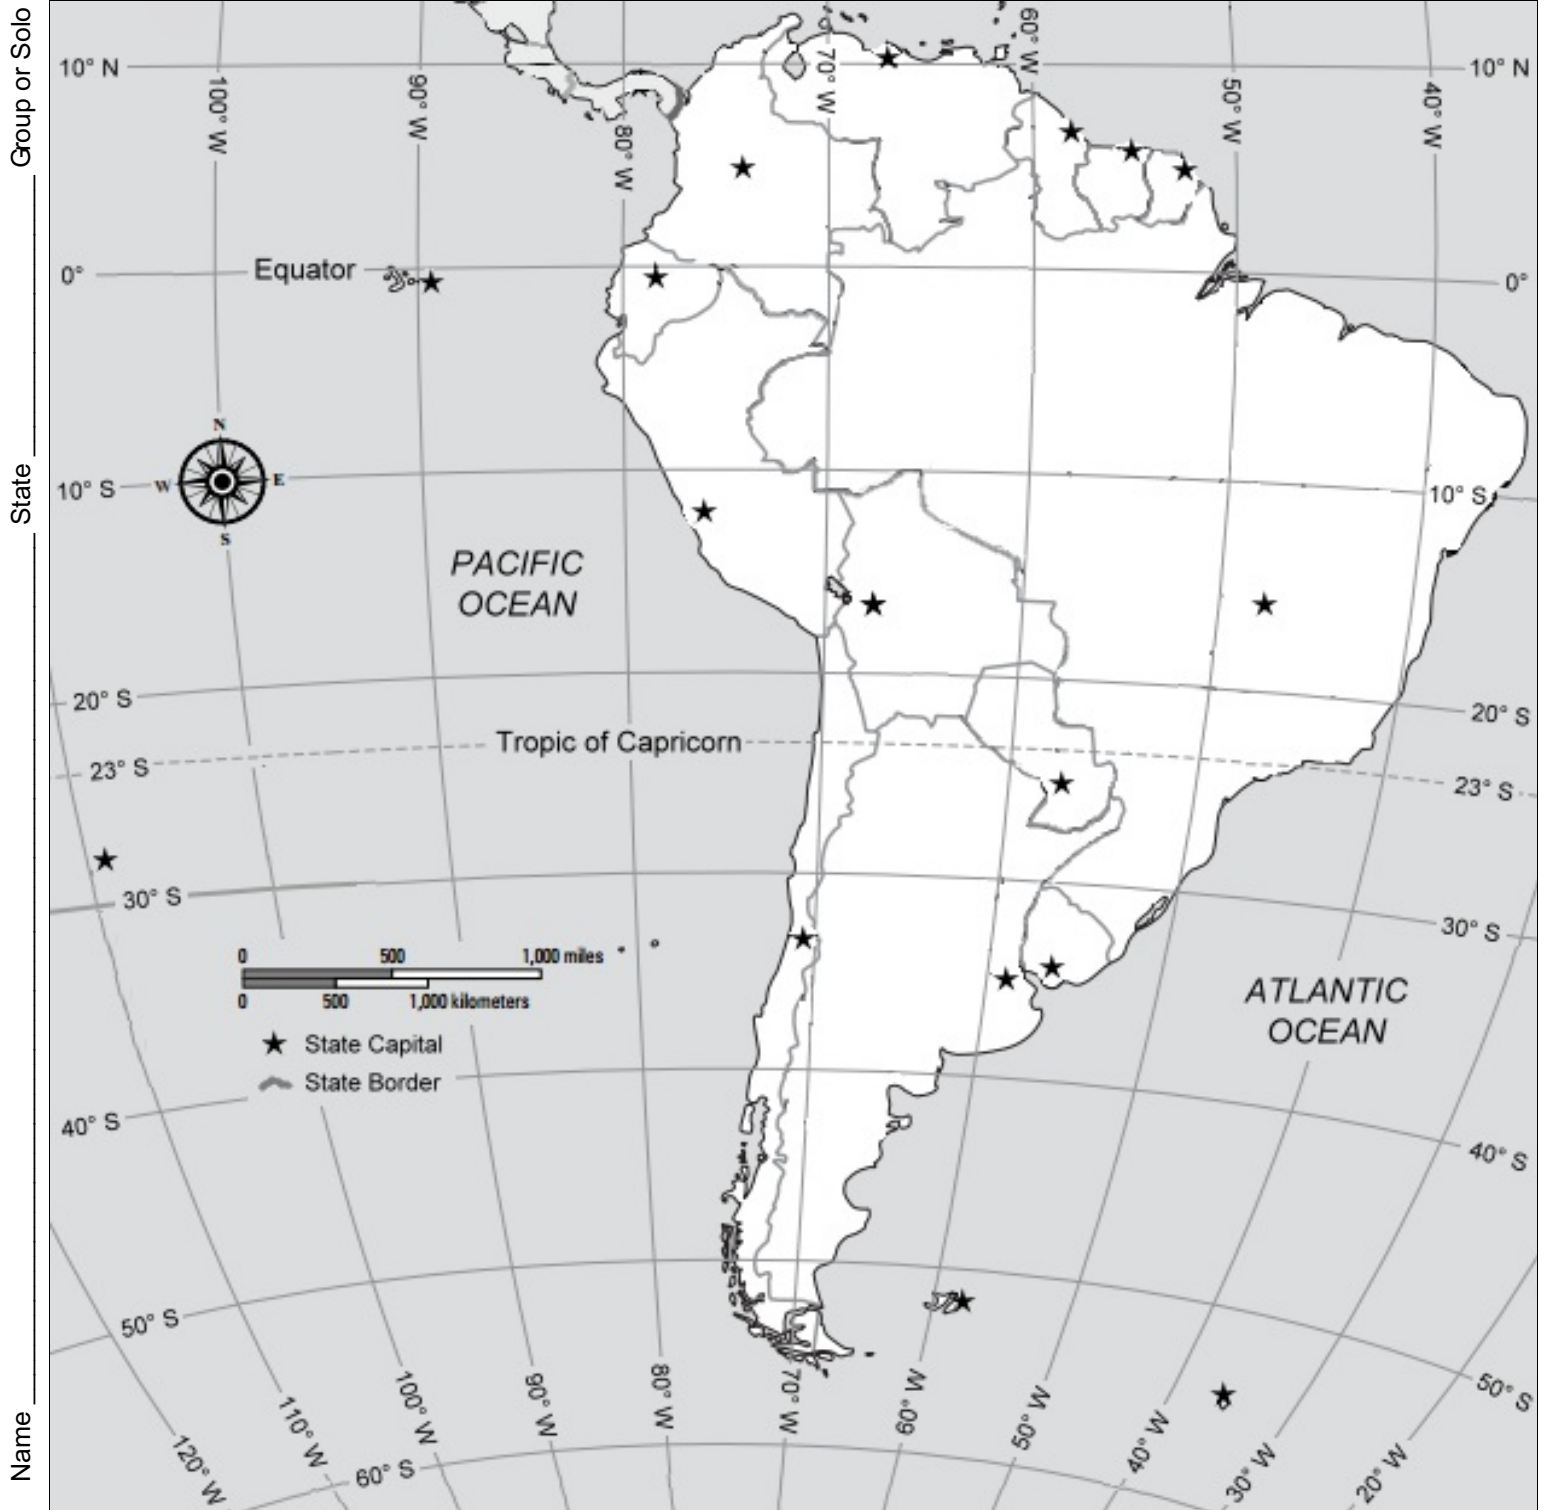 Name
State
Group or Solo
10° N
100° W
90° W
80° W
70° W
60° W
50° W
40° W
10° N
0°
Equator
0°
N
W
E
S
10° S
10° S
PACIFIC
OCEAN
20° S
20° S
Tropic of Capricorn
23° S
23° S
30° S
30° S
0 500 1,000 miles
0 500 1,000 kilometers
State Capital
State Border
ATLANTIC
OCEAN
40° S
40° S
50° S
50° S
60° S
120° W
110° W
100° W
90° W
80° W
70° W
60° W
50° W
40° W
30° W
20° W